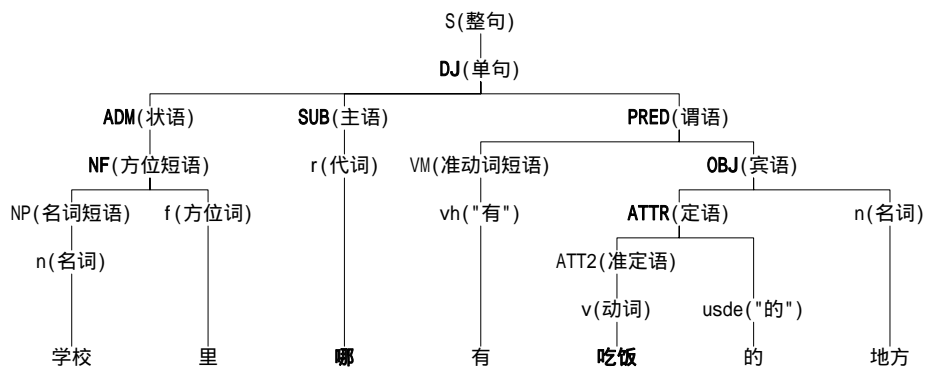 S(整句)
DJ(单句)
ADM(状语) SUB(主语) PRED(谓语)
NF(方位短语) r(代词) VM(准动词短语) OBJ(宾语)
NP(名词短语) f(方位词) vh("有") ATTR(定语) n(名词)
n(名词) ATT2(准定语)
v(动词) usde("的")
学校 里 哪 有 吃饭 的 地方